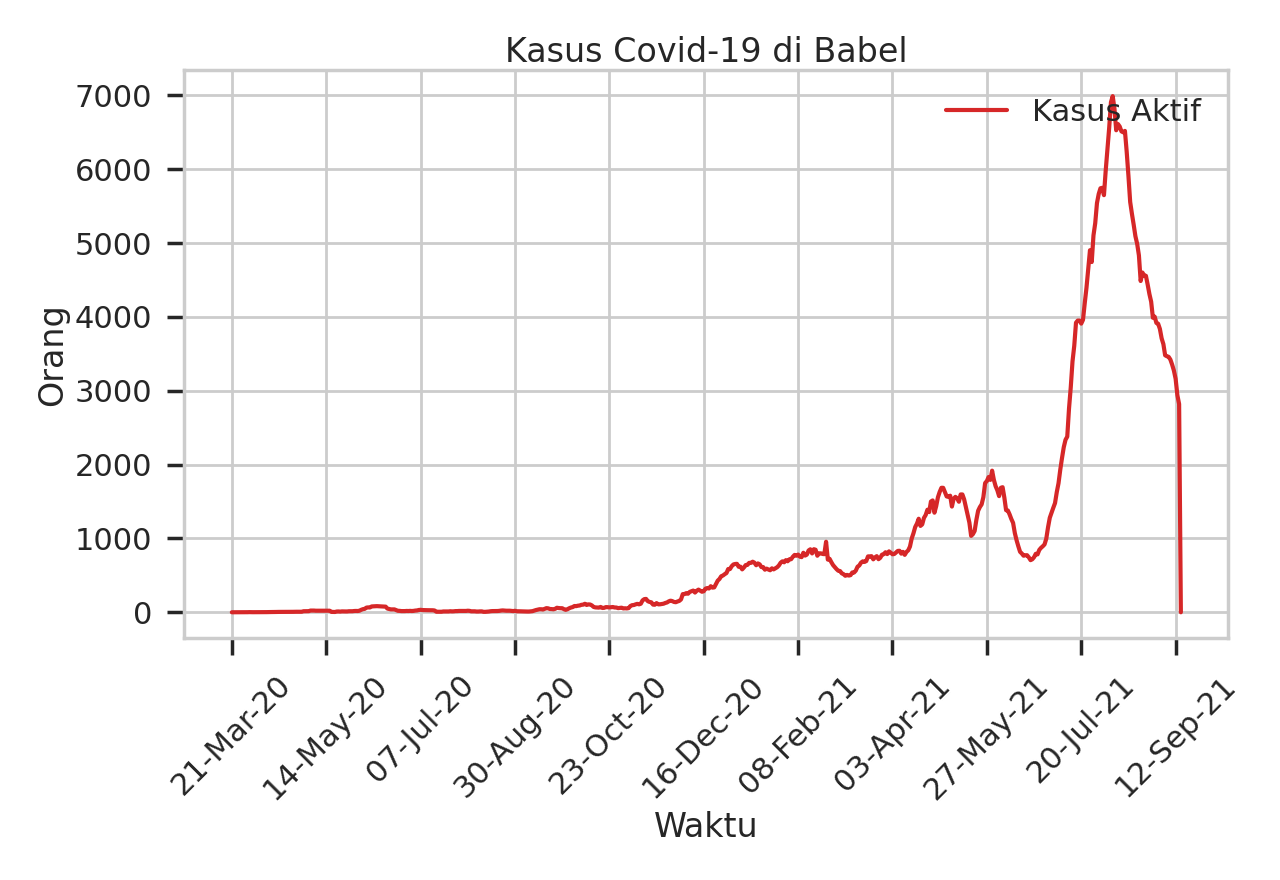 Kasus Covid-19 di Babel
Kasus Aktif
7000
6000
5000
4000
3000
2000
1000
0
Orang
21-Mar-20
14-May-20
07-Jul-20
30-Aug-20
23-Oct-20
16-Dec-20
08-Feb-21
03-Apr-21
27-May-21
20-Jul-21
12-Sep-21
Waktu